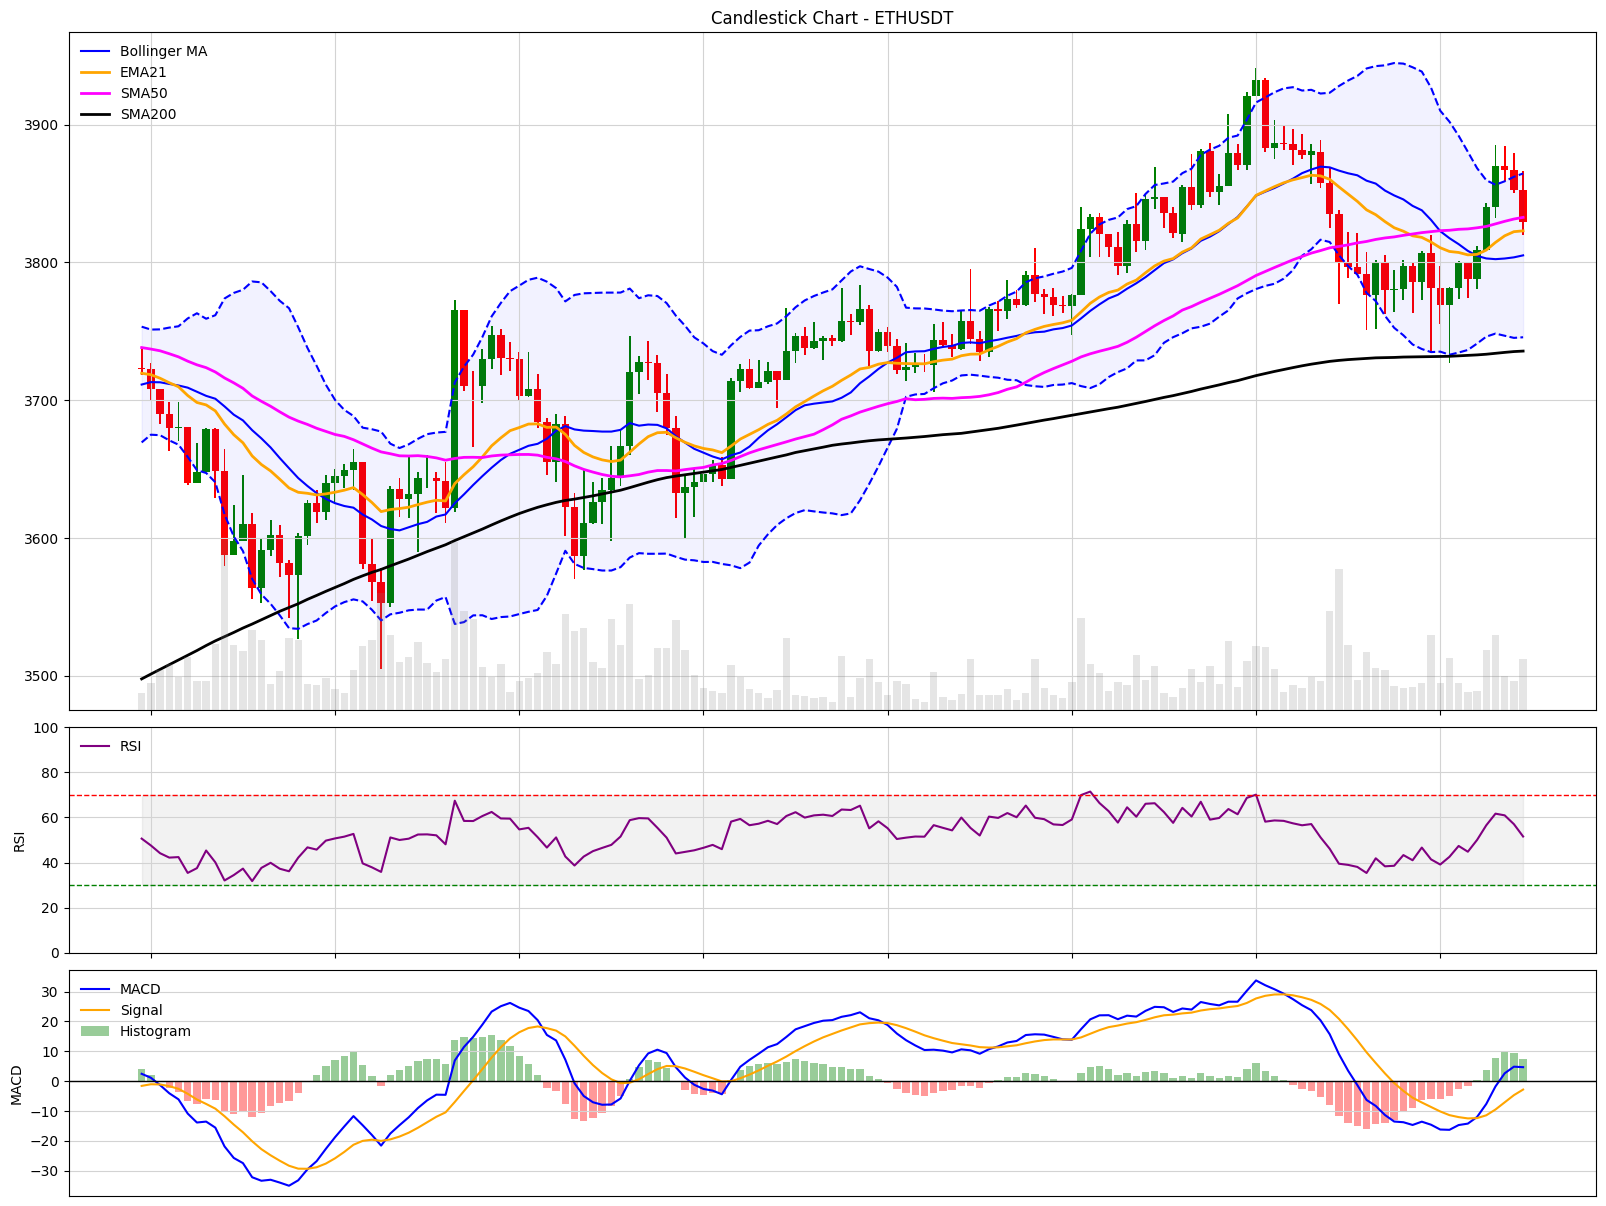 Candlestick Chart - ETHUSDT
Bollinger MA
EMA21
SMA50
SMA200
3900
3800
3700
3600
3500
100
80
60
40
20
0
RSI
RSI
30
20
10
0
−10
−20
−30
MACD
MACD
Signal
Histogram